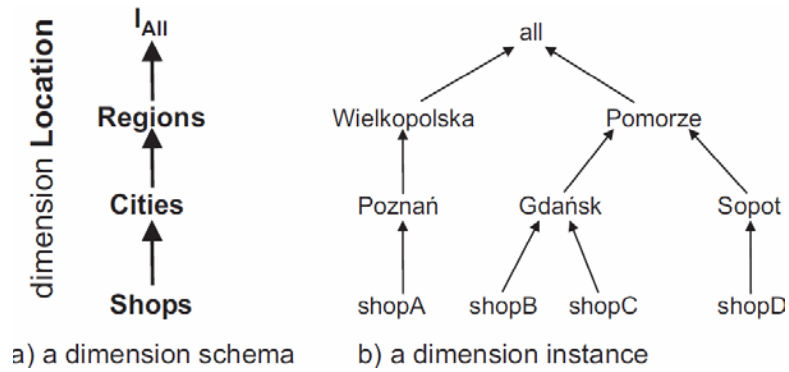 dimension Location
lAll
Regions
Cities
Shops
a) a dimension schema
all
Wielkopolska Pomorze
Poznań Gdańsk Sopot
shopA shopB shopC shopD
b) a dimension instance